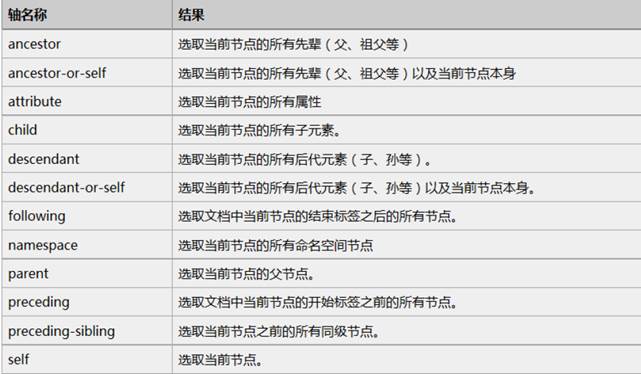 轴名称 结果
ancestor 选取当前节点的所有先辈（父、祖父等）
ancestor-or-self 选取当前节点的所有先辈（父、祖父等）以及当前节点本身
attribute 选取当前节点的所有属性
child 选取当前节点的所有子元素。
descendant 选取当前节点的所有后代元素（子、孙等）。
descendant-or-self 选取当前节点的所有后代元素（子、孙等）以及当前节点本身。
following 选取文档中当前节点的结束标签之后的所有节点。
namespace 选取当前节点的所有命名空间节点
parent 选取当前节点的父节点。
preceding 选取文档中当前节点的开始标签之前的所有节点。
preceding-sibling 选取当前节点之前的所有同级节点。
self 选取当前节点。